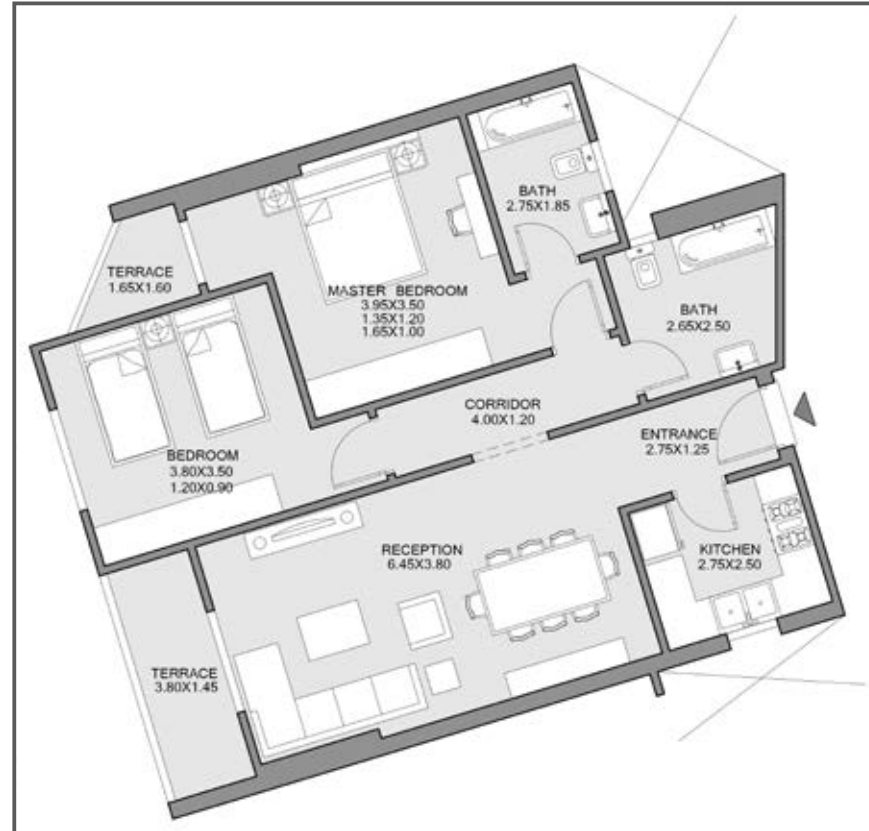 BATH
2.75X1.85
TERRACE
1.65X1.60
MASTER BEDROOM
3.95X3.50
1.35X1.20
1.65X1.00
BATH
2.65X2.50
CORRIDOR
4.00X1.20
ENTRANCE
2.75X1.25
BEDROOM
3.80X3.50
1.20X0.90
RECEPTION
6.45X3.80
KITCHEN
2.75X2.50
TERRACE
3.80X1.45